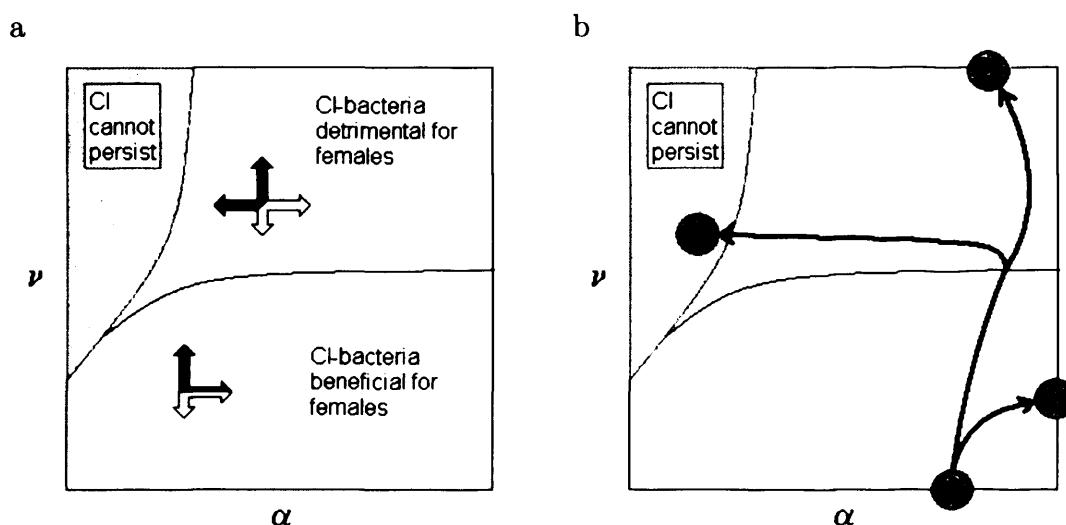 a
CI
cannot
persist
CI-bacteria
detrimental for
females
ν
CI-bacteria
beneficial for
females
α
b
CI
cannot
persist
ν
α